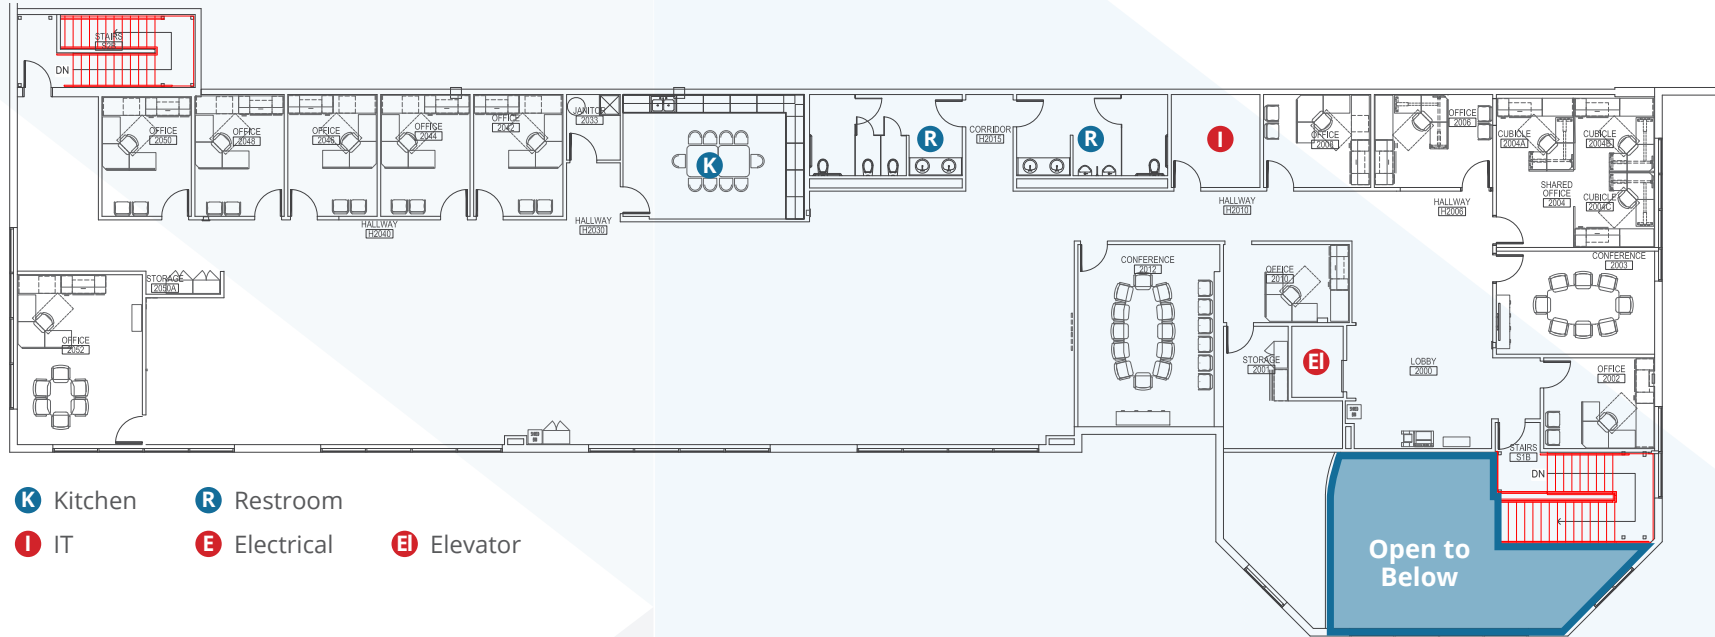 STAIRS
DN
OFFICE
2050
OFFICE
2048
OFFICE
2046
OFFICE
2044
OFFICE
2042
JANITOR
2033
K
R
CORRIDOR
H2015
R
I
OFFICE
2008
OFFICE
2006
CUBICLE
2004A
CUBICLE
2004B
SHARED
OFFICE
2004
CUBICLE
2004C
HALLWAY
H2040
HALLWAY
H2030
HALLWAY
H2010
HALLWAY
H2006
STORAGE
2050A
OFFICE
2052
CONFERENCE
2012
OFFICE
2010
CONFERENCE
2003
STORAGE
2001
El
LOBBY
2000
OFFICE
2002
STAIRS
S1B
DN
Open to
Below
K Kitchen
R Restroom
I IT
E Electrical
El Elevator